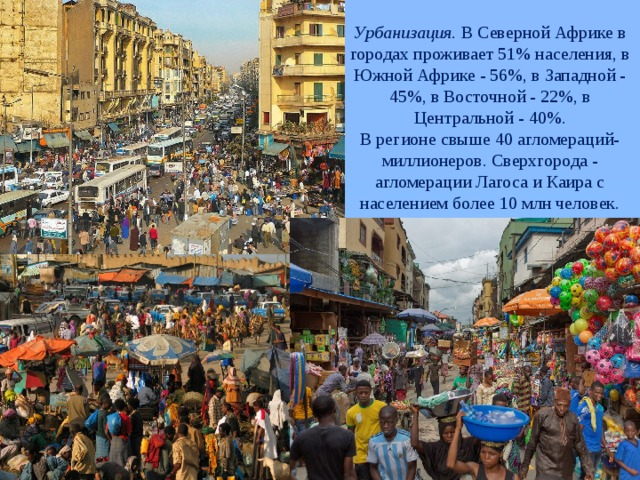 Урбанизация. В Северной Африке в
городах проживает 51% населения, в
Южной Африке - 56%, в Западной -
45%, в Восточной - 22%, в
Центральной - 40%.
В регионе свыше 40 агломераций-
миллионеров. Сверхгорода -
агломерации Лагоса и Каира с
населением более 10 млн человек.